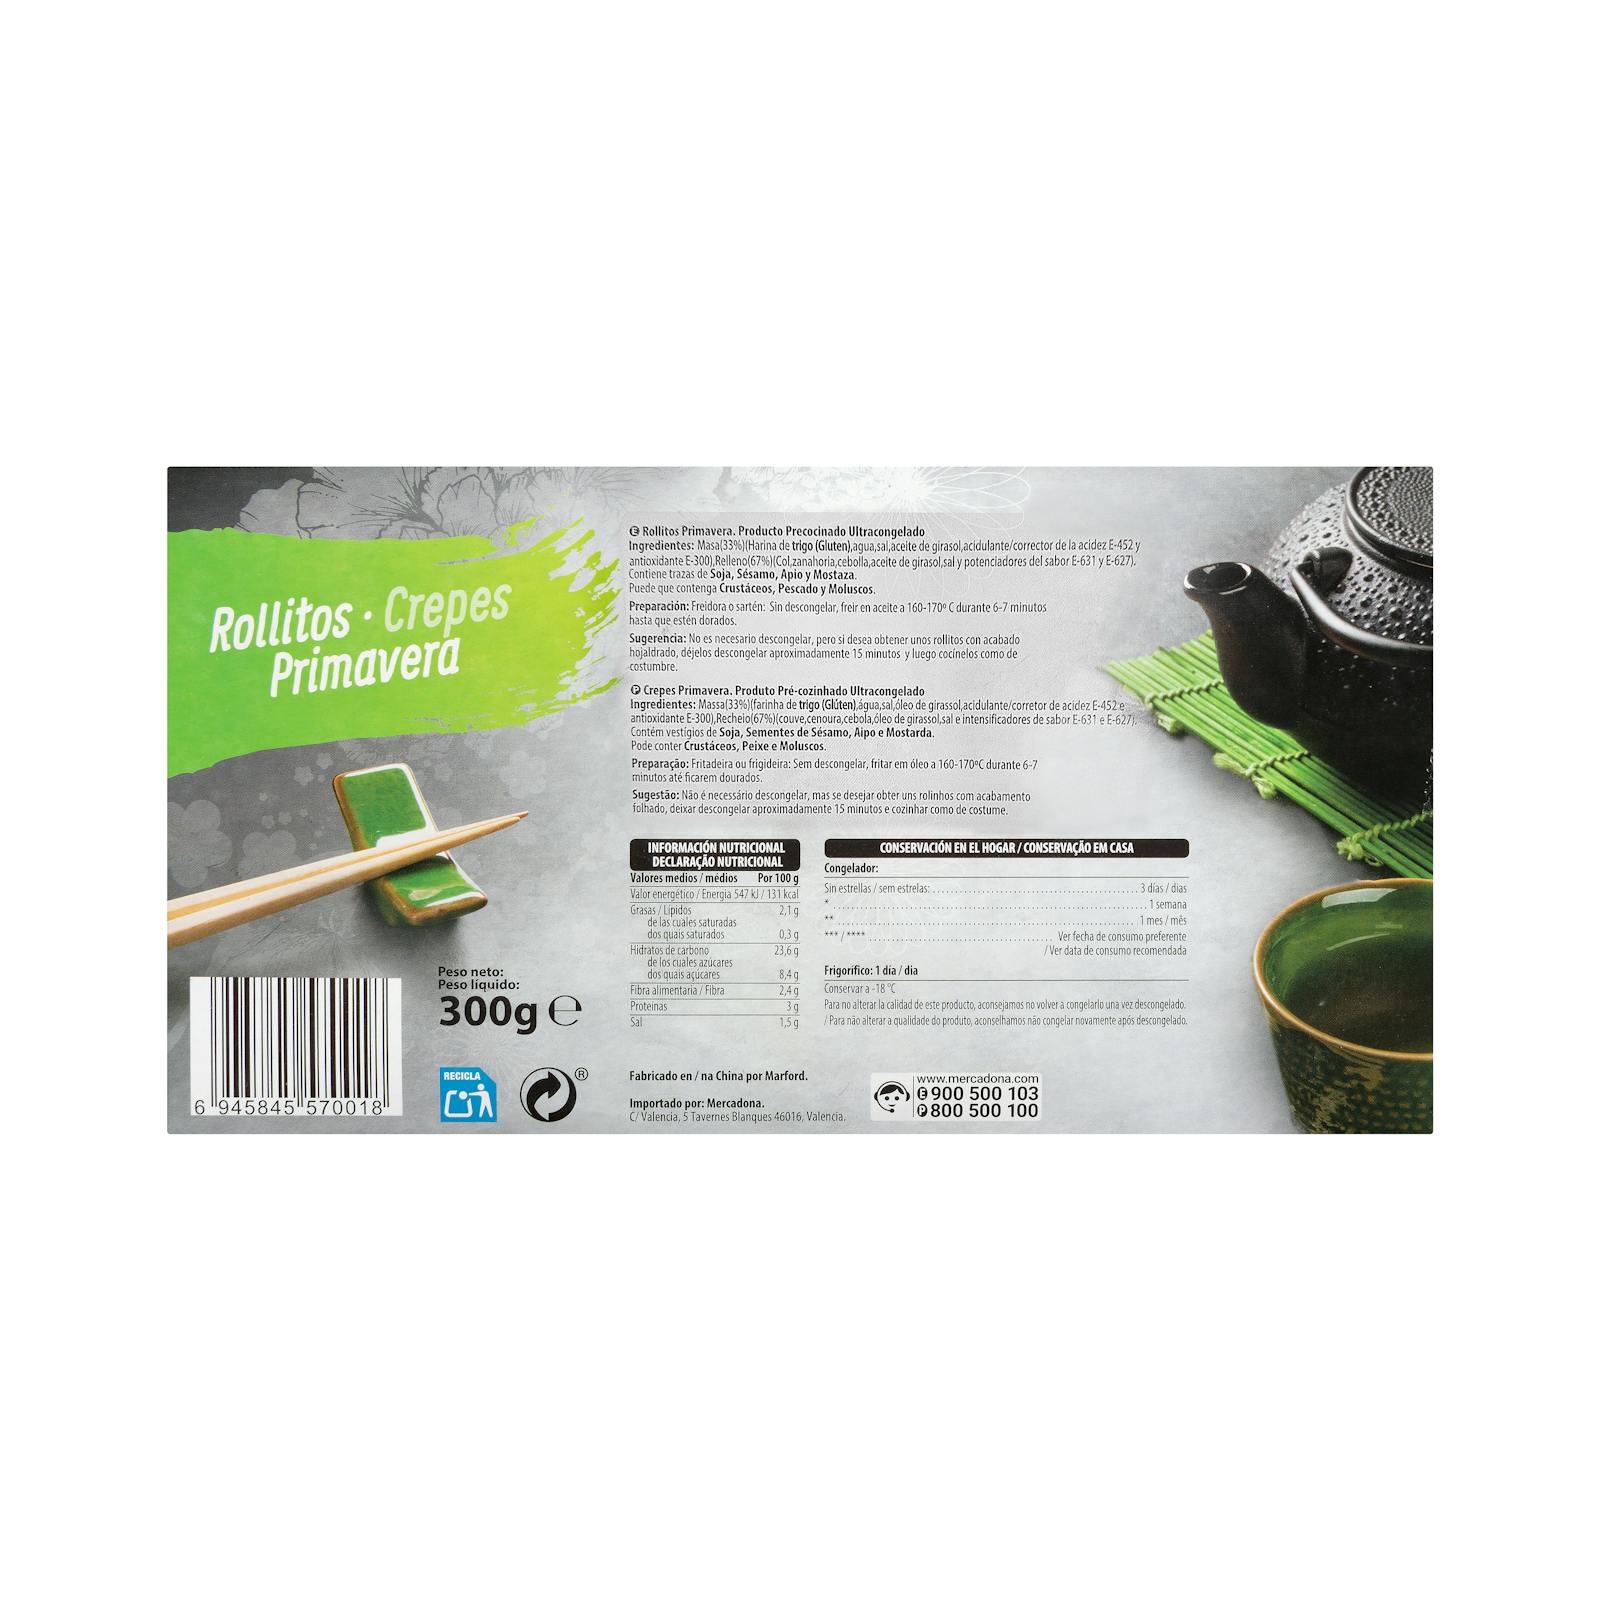 Rollitos · Crepes
Primavera
E Rollitos Primavera. Producto Precocinado Ultracongelado
Ingredientes: Masa(33%)(Harina de trigo (Gluten),agua,sal,aceite de girasol,acidulante/corrector de la acidez E-452 y
antioxidante E-300),Relleno(67%)(Col,zanahoria,cebolla,aceite de girasol,sal y potenciadores del sabor E-631 y E-627).
Contiene trazas de Soja, Sésamo, Apio y Mostaza.
Puede que contenga Crustáceos, Pescado y Moluscos.
Preparación: Freidora o sartén: Sin descongelar, freir en aceite a 160-170º C durante 6-7 minutos
hasta que estén dorados.
Sugerencia: No es necesario descongelar, pero si desea obtener unos rollitos con acabado
hojaldrado, déjelos descongelar aproximadamente 15 minutos y luego cocínelos como de
costumbre.
P Crepes Primavera. Produto Pré-cozinhado Ultracongelado
Ingredientes: Massa(33%)(farinha de trigo (Glúten),água,sal,óleo de girassol,acidulante/corretor de acidez E-452 e
antioxidante E-300),Recheio(67%)(couve,cenoura,cebola,óleo de girassol,sal e intensificadores de sabor E-631 e E-627).
Contém vestígios de Soja, Sementes de Sésamo, Aipo e Mostarda.
Pode conter Crustáceos, Peixe e Moluscos.
Preparação: Fritadeira ou frigideira: Sem descongelar, fritar em óleo a 160-170ºC durante 6-7
minutos até ficarem dourados.
Sugestão: Não é necessário descongelar, mas se desejar obter uns rolinhos com acabamento
folhado, deixar descongelar aproximadamente 15 minutos e cozinhar como de costume.
INFORMACIÓN NUTRICIONAL
DECLARAÇÃO NUTRICIONAL
Valores medios / médios Por 100 g
Valor energético / Energia 547 kJ / 131 kcal
Grasas / Lípidos 2,1 g
de las cuales saturadas
dos quais saturados 0,3 g
Hidratos de carbono 23,6 g
de los cuales azúcares
dos quais açúcares 8,4 g
Fibra alimentaria / Fibra 2,4 g
Proteinas 3 g
Sal 1,5 g
CONSERVACIÓN EN EL HOGAR / CONSERVAÇÃO EM CASA
Congelador:
Sin estrellas / sem estrelas: 3 días / dias
* 1 semana
** 1 mes / mês
*** / **** Ver fecha de consumo preferente
/ Ver data de consumo recomendada
Frigorífico: 1 día / dia
Conservar a -18 ºC
Para no alterar la calidad de este producto, aconsejamos no volver a congelarlo una vez descongelado.
/ Para não alterar a qualidade do produto, aconselhamos não congelar novamente após descongelado.
Peso neto:
Peso líquido:
300g e
6 945845 570018
RECICLA
®
Fabricado en / na China por Marford.
Importado por: Mercadona.
C/ Valencia, 5 Tavernes Blanques 46016, Valencia.
www.mercadona.com
E 900 500 103
P 800 500 100